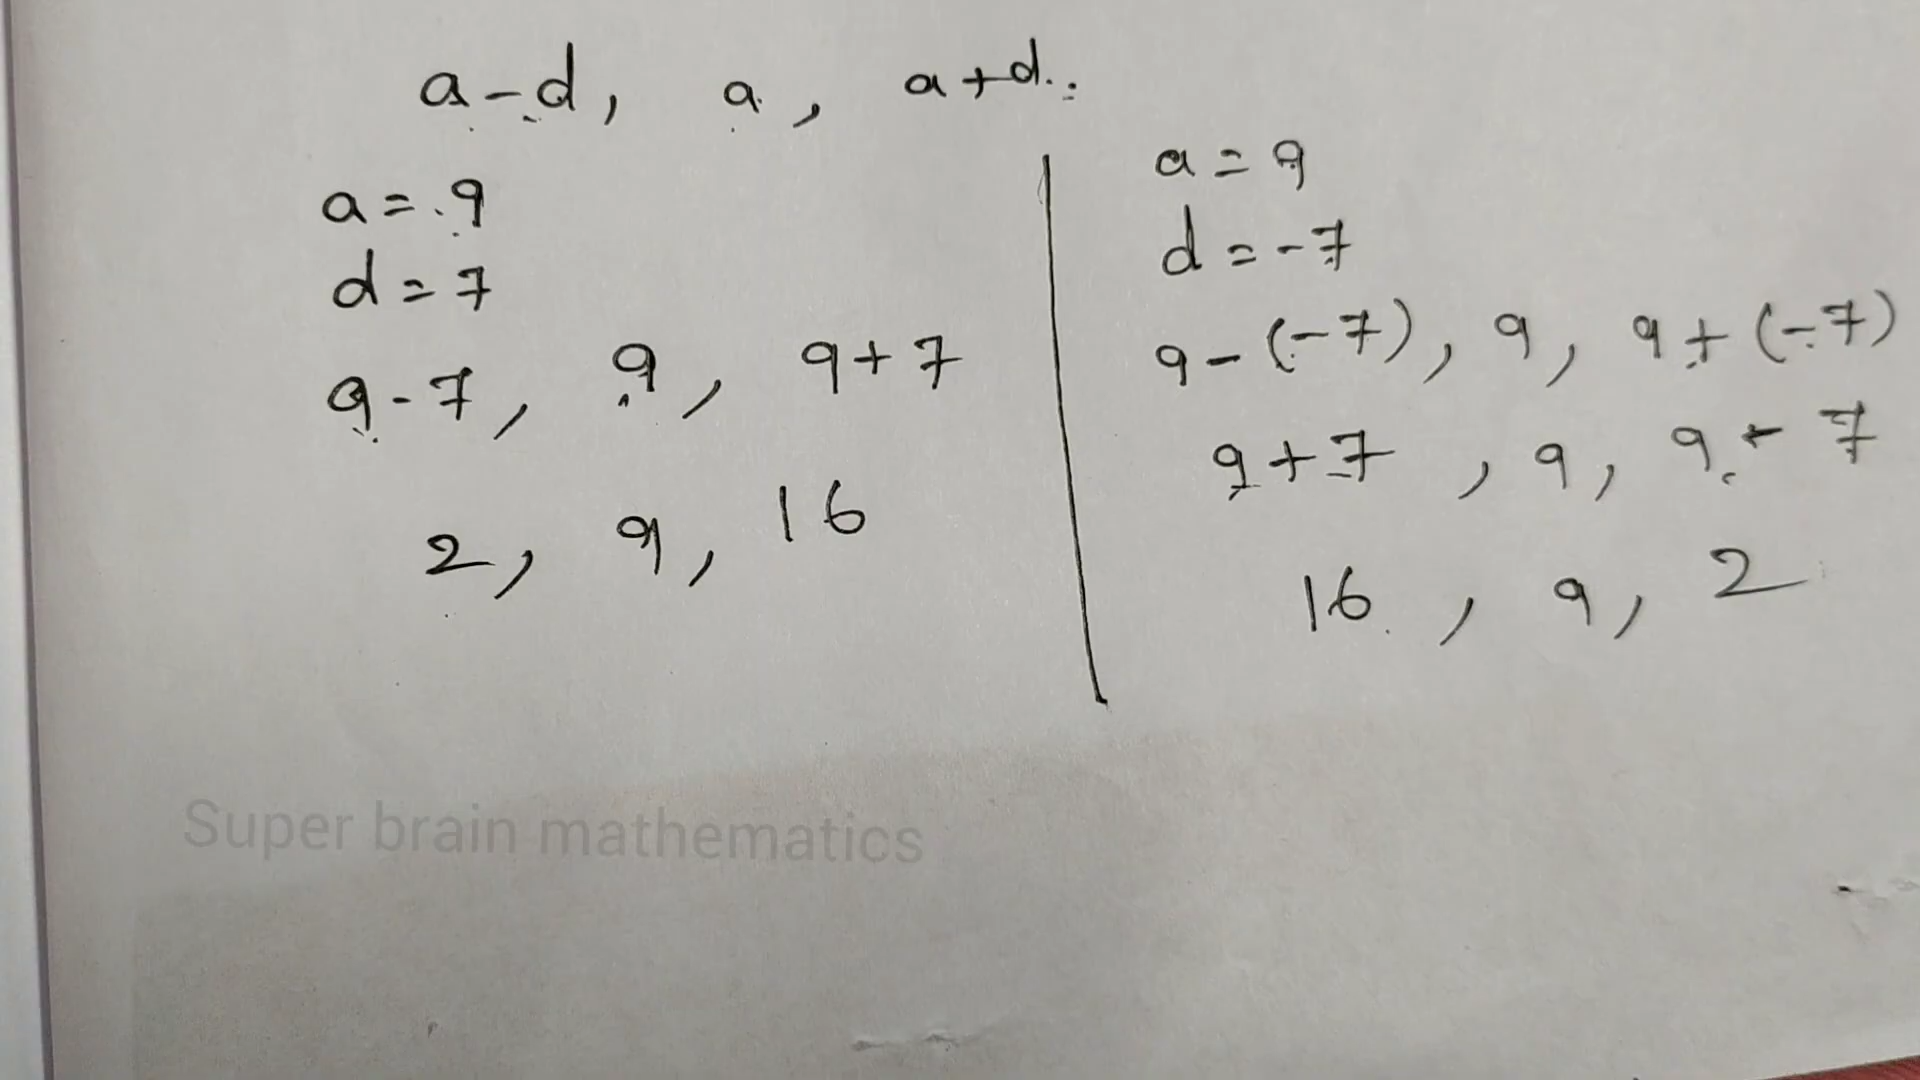 a-d, a, a+d.
a = 9
d = 7
9-7, 9, 9+7
2, 9, 16
a = 9
d = -7
9-(-7), 9, 9+(-7)
9+7, 9, 9-7
16, 9, 2
Super brain mathematics